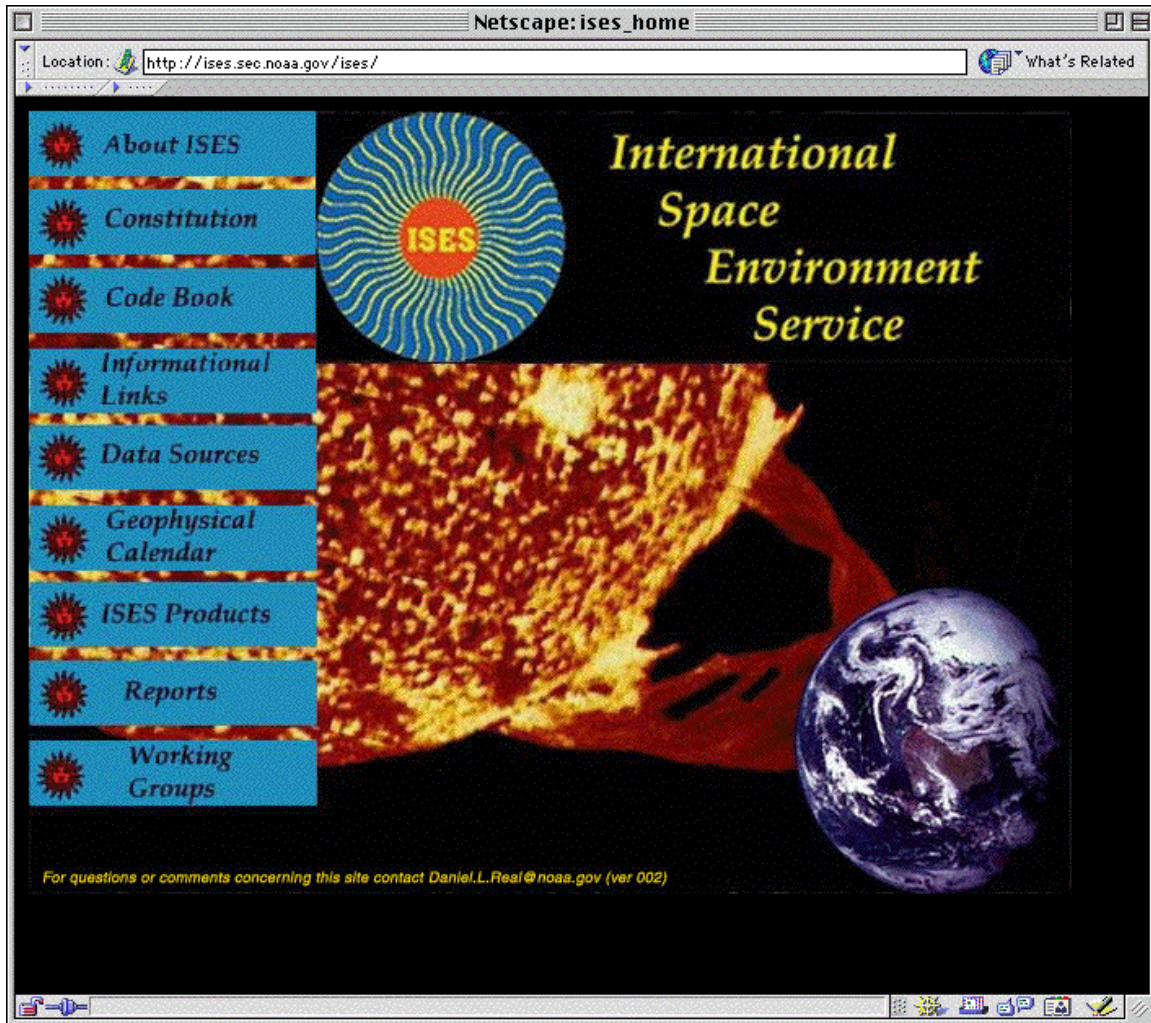 Netscape: ises_home
Location: http://ises.sec.noaa.gov/ises/ What's Related
About ISES
Constitution
Code Book
Informational
Links
Data Sources
Geophysical
Calendar
ISES Products
Reports
Working
Groups
ISES
International
Space
Environment
Service
For questions or comments concerning this site contact Daniel.L.Real@noaa.gov (ver 002)